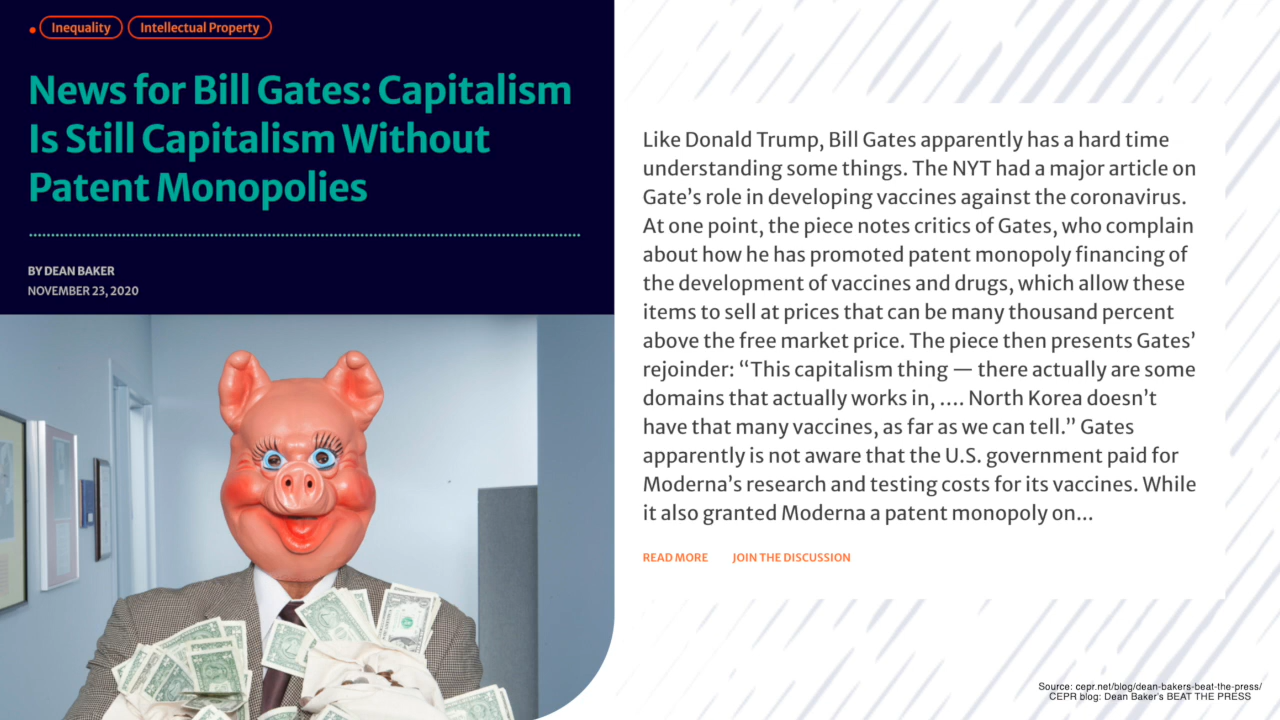 Inequality
Intellectual Property
News for Bill Gates: Capitalism
Is Still Capitalism Without
Patent Monopolies
BY DEAN BAKER
NOVEMBER 23, 2020
Like Donald Trump, Bill Gates apparently has a hard time
understanding some things. The NYT had a major article on
Gate’s role in developing vaccines against the coronavirus.
At one point, the piece notes critics of Gates, who complain
about how he has promoted patent monopoly financing of
the development of vaccines and drugs, which allow these
items to sell at prices that can be many thousand percent
above the free market price. The piece then presents Gates’
rejoinder: “This capitalism thing — there actually are some
domains that actually works in, …. North Korea doesn’t
have that many vaccines, as far as we can tell.” Gates
apparently is not aware that the U.S. government paid for
Moderna’s research and testing costs for its vaccines. While
it also granted Moderna a patent monopoly on...
READ MORE JOIN THE DISCUSSION
Source: cepr.net/blog/dean-bakers-beat-the-press/
CEPR blog: Dean Baker's BEAT THE PRESS